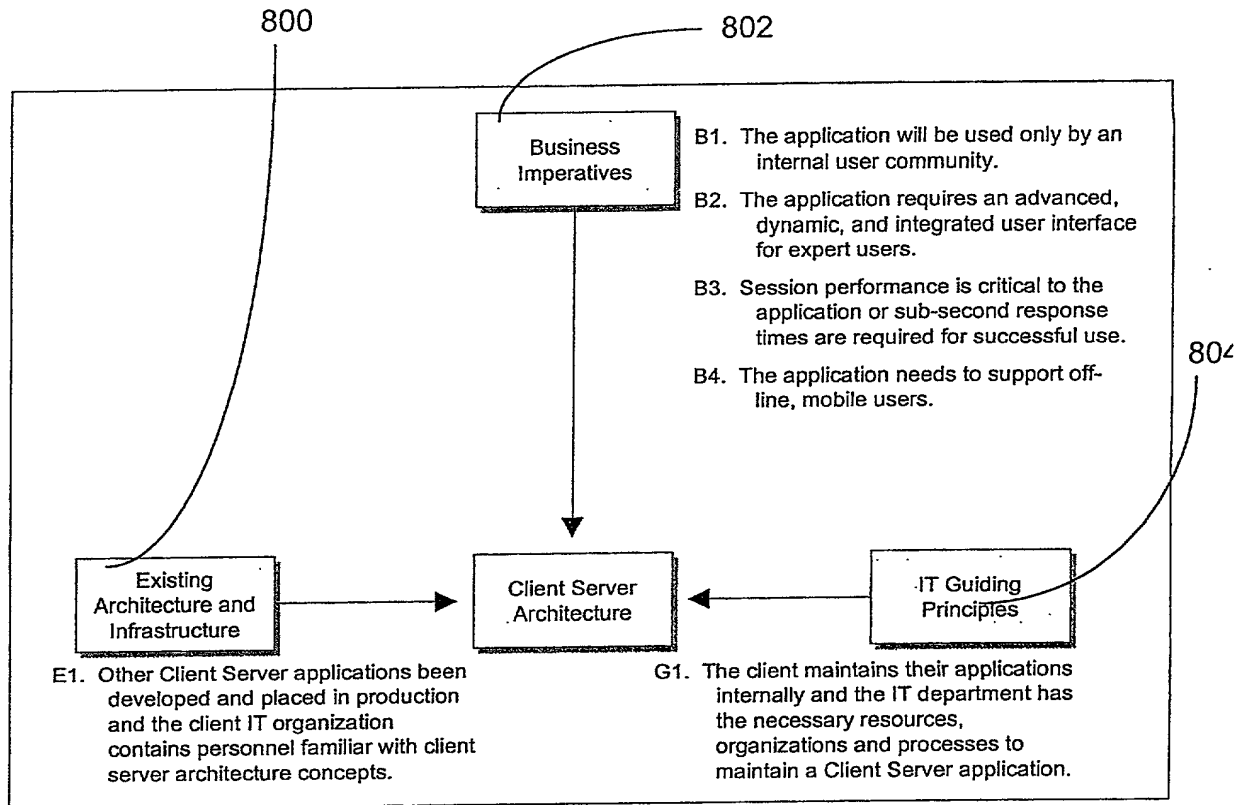 800
802
Business
Imperatives
B1. The application will be used only by an
internal user community.
B2. The application requires an advanced,
dynamic, and integrated user interface
for expert users.
B3. Session performance is critical to the
application or sub-second response
times are required for successful use.
B4. The application needs to support off-
line, mobile users.
804
Existing
Architecture and
Infrastructure
Client Server
Architecture
IT Guiding
Principles
E1. Other Client Server applications been
developed and placed in production
and the client IT organization
contains personnel familiar with client
server architecture concepts.
G1. The client maintains their applications
internally and the IT department has
the necessary resources,
organizations and processes to
maintain a Client Server application.